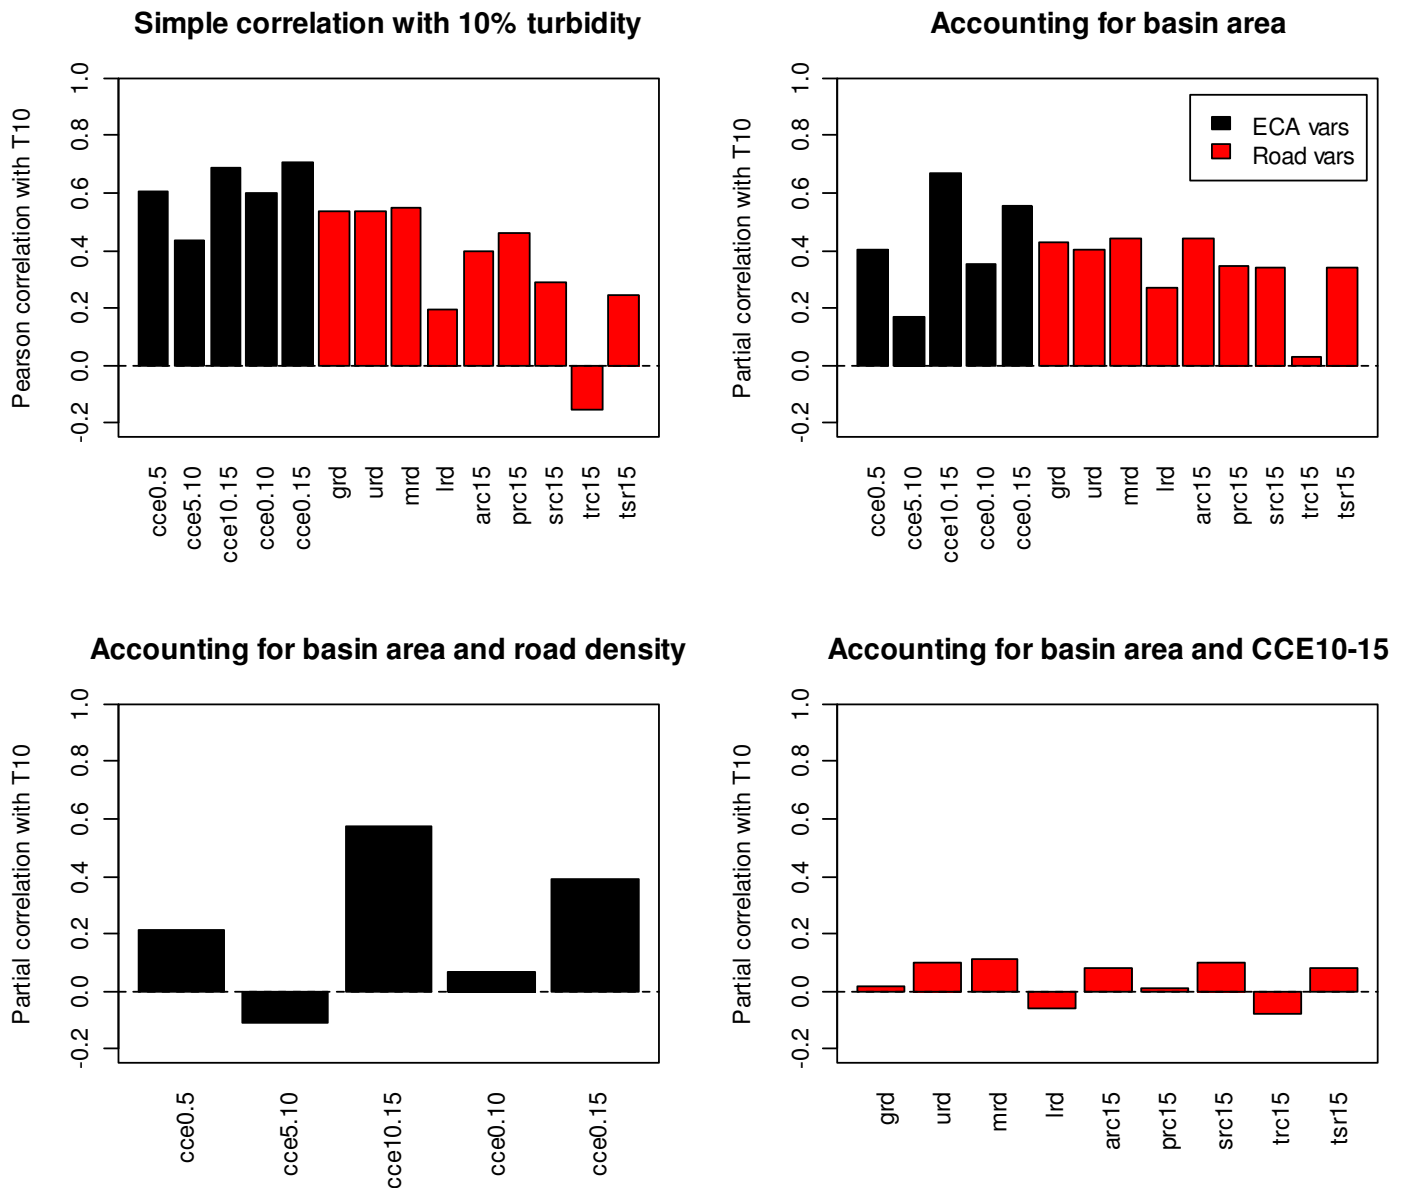 Simple correlation with 10% turbidity
Pearson correlation with T10
1.0
0.8
0.6
0.4
0.2
0.0
-0.2
cce0.5
cce5.10
cce10.15
cce0.10
cce0.15
grd
urd
mrd
lrd
arc15
prc15
src15
trc15
tsr15
Accounting for basin area
Partial correlation with T10
1.0
0.8
0.6
0.4
0.2
0.0
-0.2
ECA vars
Road vars
cce0.5
cce5.10
cce10.15
cce0.10
cce0.15
grd
urd
mrd
lrd
arc15
prc15
src15
trc15
tsr15
Accounting for basin area and road density
Partial correlation with T10
1.0
0.8
0.6
0.4
0.2
0.0
-0.2
cce0.5
cce5.10
cce10.15
cce0.10
cce0.15
Accounting for basin area and CCE10-15
Partial correlation with T10
1.0
0.8
0.6
0.4
0.2
0.0
-0.2
grd
urd
mrd
lrd
arc15
prc15
src15
trc15
tsr15